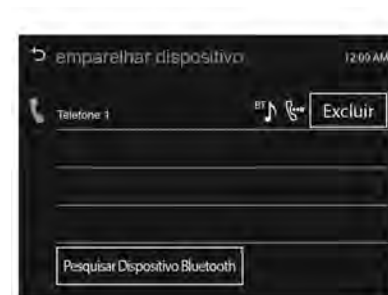 emparelhar dispositivo 12:00 AM
Telefone 1 BT Excluir
Pesquisar Dispositivo Bluetooth